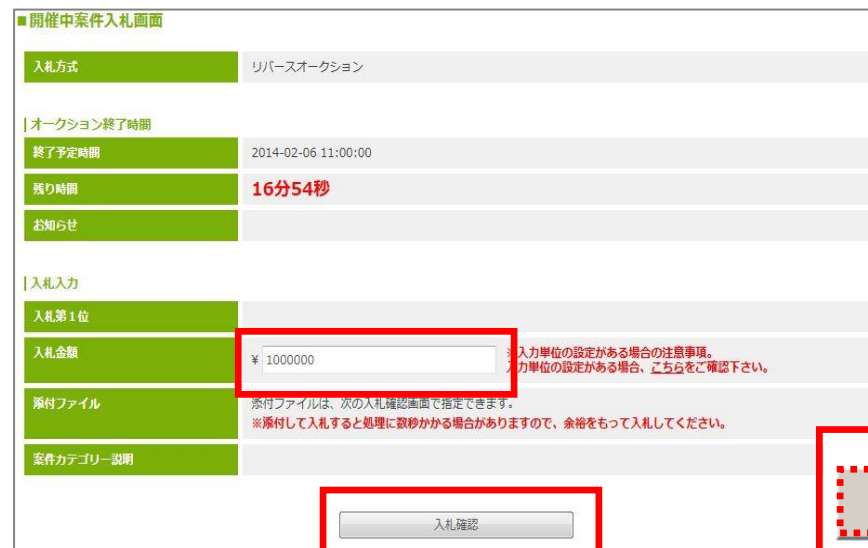 ■開催中案件入札画面
入札方式 リバースオークション
オークション終了時間
終了予定時間 2014-02-06 11:00:00
残り時間 16分54秒
お知らせ
入札入力
入札第1位
入札金額 ¥ 1000000 ※入力単位の設定がある場合の注意事項。
入力単位の設定がある場合、こちらをご確認下さい。
添付ファイル 添付ファイルは、次の入札確認画面で指定できます。
※添付して入札すると処理に数秒かかる場合がありますので、余裕をもって入札してください。
案件カテゴリー説明
入札確認